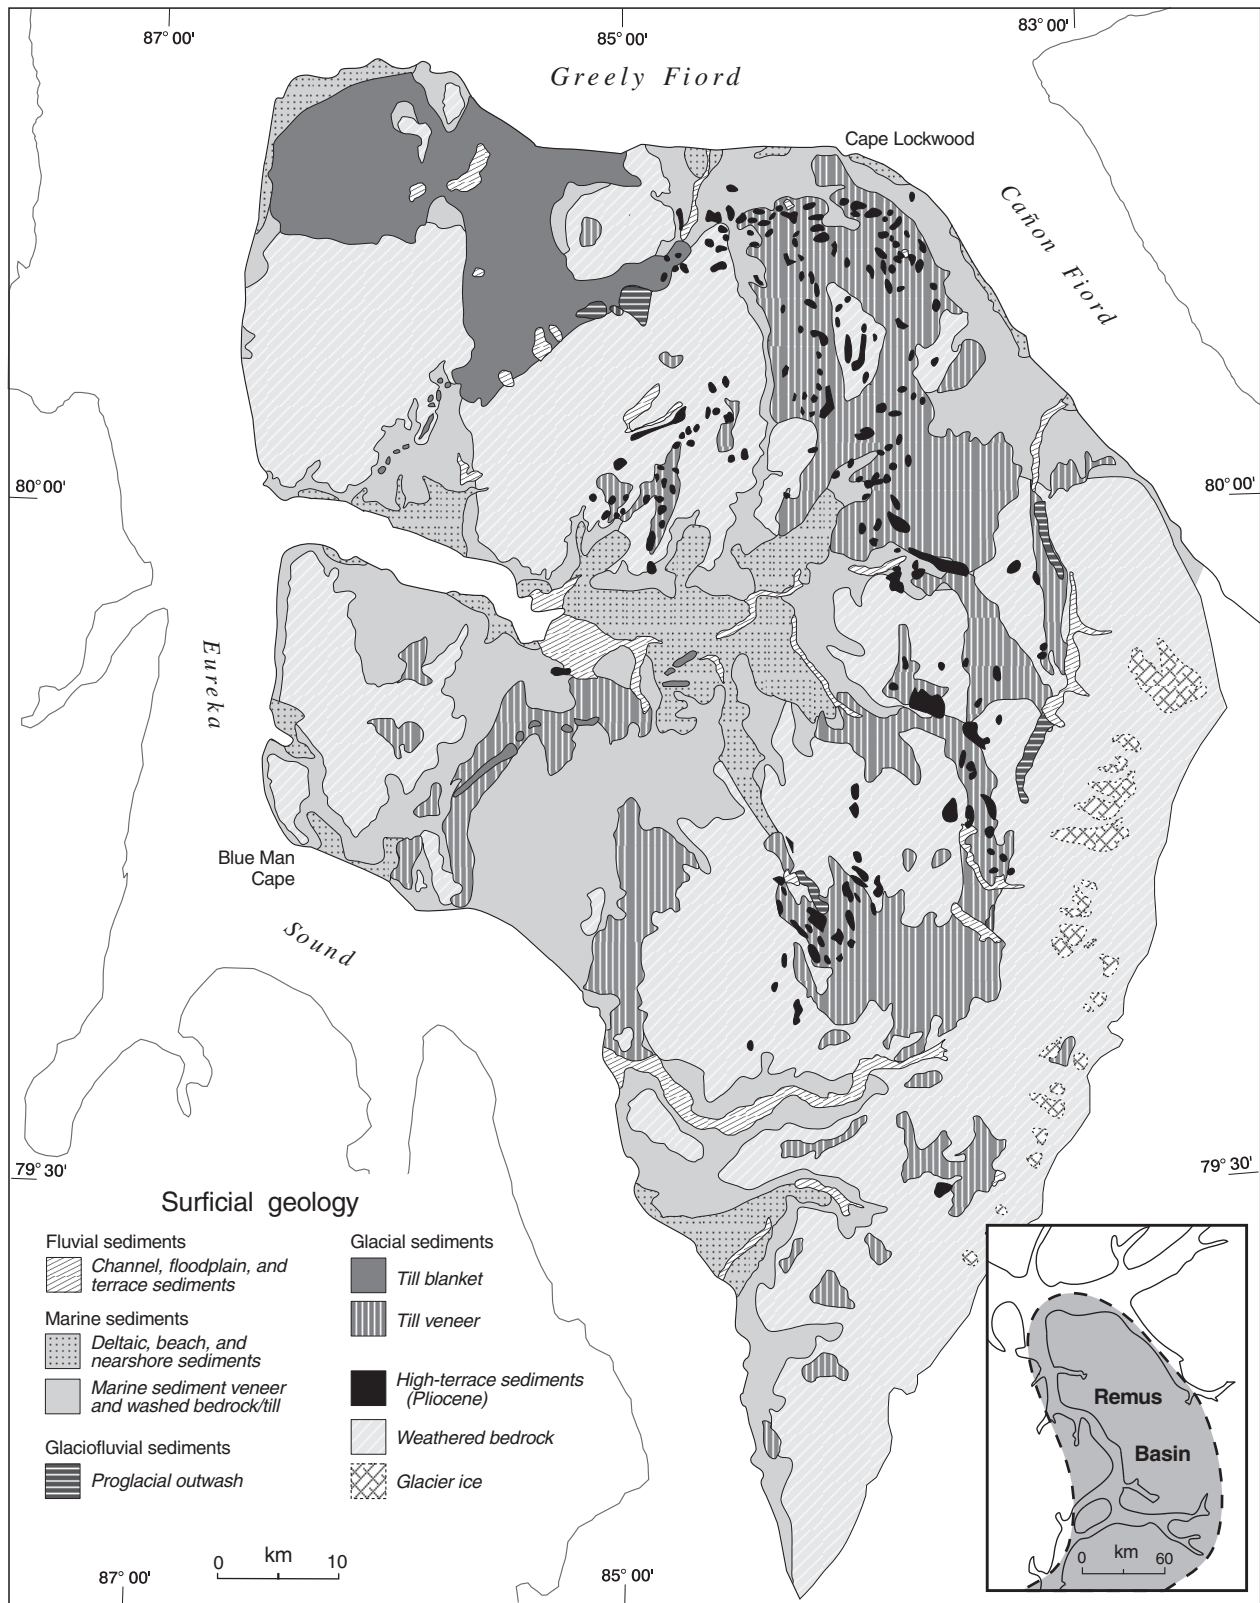 87° 00'
85° 00'
83° 00'
Greely Fiord
Cape Lockwood
Cañon Fiord
80° 00'
80° 00'
Eureka
Sound
Blue Man
Cape
79° 30'
79° 30'
Surficial geology
Fluvial sediments
Channel, floodplain, and
terrace sediments
Marine sediments
Deltaic, beach, and
nearshore sediments
Marine sediment veneer
and washed bedrock/till
Glaciofluvial sediments
Proglacial outwash
Glacial sediments
Till blanket
Till veneer
High-terrace sediments
(Pliocene)
Weathered bedrock
Glacier ice
0 km 10
87° 00'
85° 00'
Remus
Basin
0 km 60